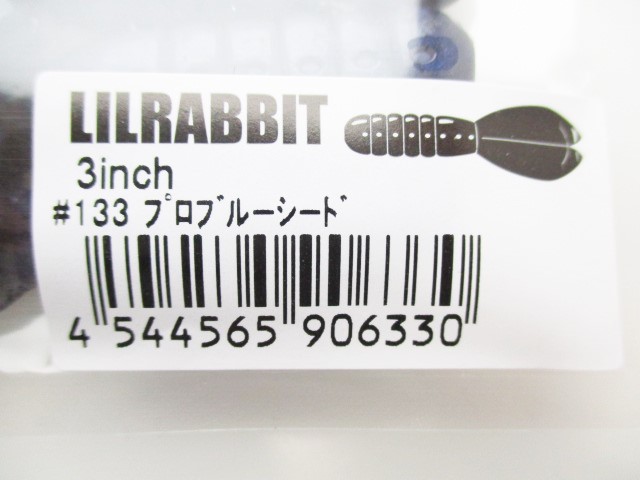 LILRABBIT
3inch
#133 ﾌﾟﾛﾌﾞﾙｰｼｰﾄﾞ
4 544565 906330